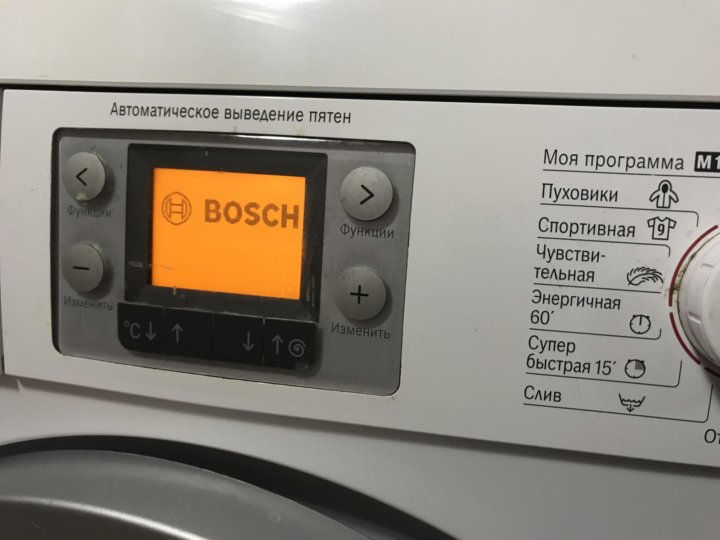 Автоматическое выведение пятен
<
Функции
BOSCH
>
Функции
−
Изменить
+
Изменить
°C ↓ ↑ ↓ ↑
Моя программа M1
Пуховики
Спортивная 9
Чувстви-
тельная
Энергичная
60′
Супер
быстрая 15′
Слив